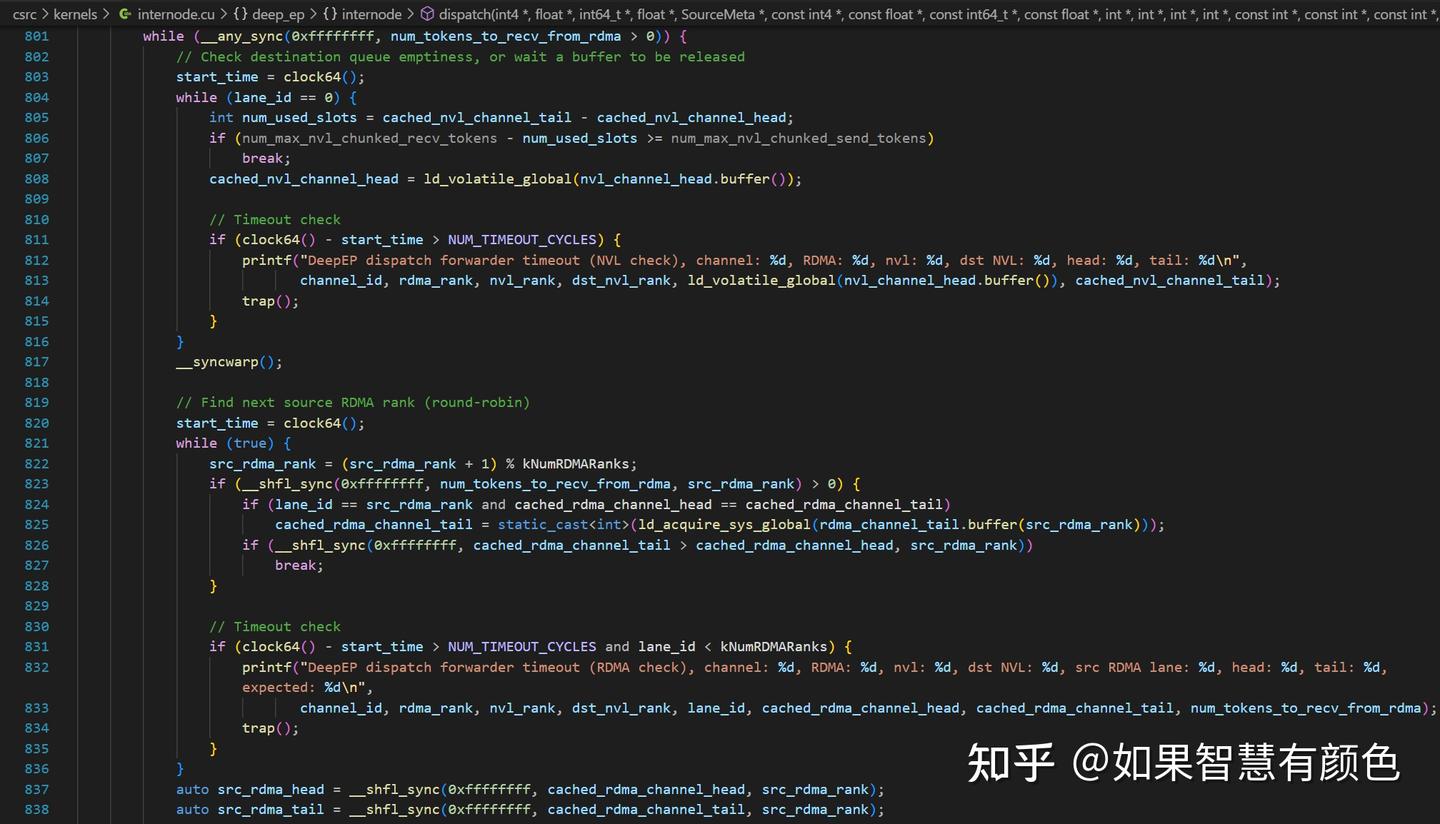 csrc > kernels > internode.cu > {} deep_ep > {} internode > dispatch(int4 *, float *, int64_t *, float *, SourceMeta *, const int4 *, const float *, const int64_t *, const float *, int *, int *, int *, int *, const int *, const int *, const int *,
801 while (__any_sync(0xffffffff, num_tokens_to_recv_from_rdma > 0)) {
802 // Check destination queue emptiness, or wait a buffer to be released
803 start_time = clock64();
804 while (lane_id == 0) {
805 int num_used_slots = cached_nvl_channel_tail - cached_nvl_channel_head;
806 if (num_max_nvl_chunked_recv_tokens - num_used_slots >= num_max_nvl_chunked_send_tokens)
807 break;
808 cached_nvl_channel_head = ld_volatile_global(nvl_channel_head.buffer());
809
810 // Timeout check
811 if (clock64() - start_time > NUM_TIMEOUT_CYCLES) {
812 printf("DeepEP dispatch forwarder timeout (NVL check), channel: %d, RDMA: %d, nvl: %d, dst NVL: %d, head: %d, tail: %d\n",
813 channel_id, rdma_rank, nvl_rank, dst_nvl_rank, ld_volatile_global(nvl_channel_head.buffer()), cached_nvl_channel_tail);
814 trap();
815 }
816 }
817 __syncwarp();
818
819 // Find next source RDMA rank (round-robin)
820 start_time = clock64();
821 while (true) {
822 src_rdma_rank = (src_rdma_rank + 1) % kNumRDMARanks;
823 if (__shfl_sync(0xffffffff, num_tokens_to_recv_from_rdma, src_rdma_rank) > 0) {
824 if (lane_id == src_rdma_rank and cached_rdma_channel_head == cached_rdma_channel_tail)
825 cached_rdma_channel_tail = static_cast<int>(ld_acquire_sys_global(rdma_channel_tail.buffer(src_rdma_rank)));
826 if (__shfl_sync(0xffffffff, cached_rdma_channel_tail > cached_rdma_channel_head, src_rdma_rank))
827 break;
828 }
829
830 // Timeout check
831 if (clock64() - start_time > NUM_TIMEOUT_CYCLES and lane_id < kNumRDMARanks) {
832 printf("DeepEP dispatch forwarder timeout (RDMA check), channel: %d, RDMA: %d, nvl: %d, dst NVL: %d, src RDMA lane: %d, head: %d, tail: %d,
expected: %d\n",
833 channel_id, rdma_rank, nvl_rank, dst_nvl_rank, lane_id, cached_rdma_channel_head, cached_rdma_channel_tail, num_tokens_to_recv_from_rdma);
834 trap();
835 }
836 }
837 auto src_rdma_head = __shfl_sync(0xffffffff, cached_rdma_channel_head, src_rdma_rank);
838 auto src_rdma_tail = __shfl_sync(0xffffffff, cached_rdma_channel_tail, src_rdma_rank);
知乎 @如果智慧有颜色